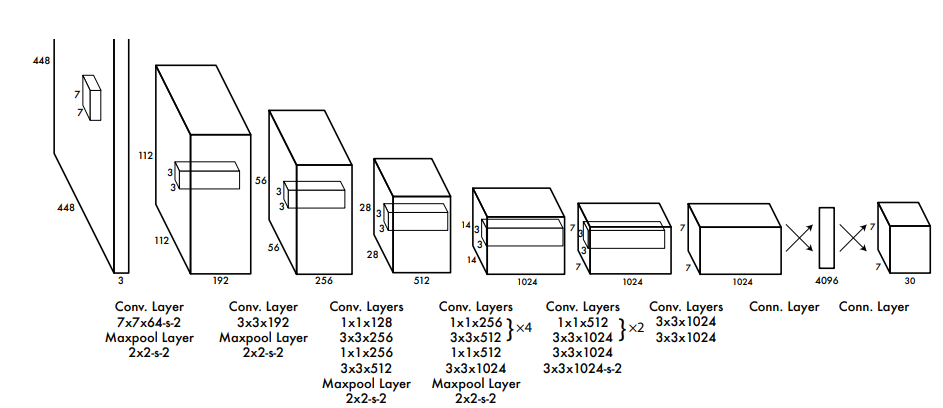 448
7
7
448
3
112
3
3
112
192
56
3
3
56
256
28
3
3
28
512
14
3
3
14
1024
7
3
3
7
1024
7
7
1024
4096
7
7
30
Conv. Layer
7x7x64-s-2
Maxpool Layer
2x2-s-2
Conv. Layer
3x3x192
Maxpool Layer
2x2-s-2
Conv. Layers
1x1x128
3x3x256
1x1x256
3x3x512
Maxpool Layer
2x2-s-2
Conv. Layers
1x1x256
3x3x512
}×4
1x1x512
3x3x1024
Maxpool Layer
2x2-s-2
Conv. Layers
1x1x512
3x3x1024
}×2
3x3x1024
3x3x1024-s-2
Conv. Layers
3x3x1024
3x3x1024
Conn. Layer
Conn. Layer